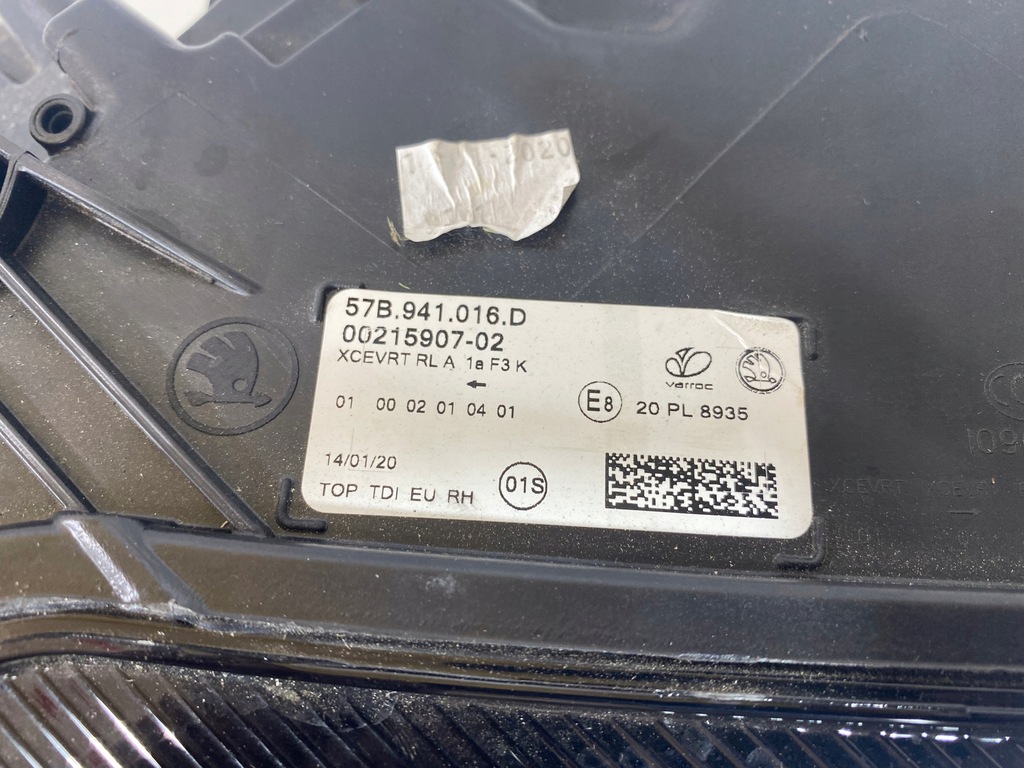 2020
57B.941.016.D
00215907-02
XCEVRT RL A 1a F3 K
←
01 00 02 01 04 01
E8 20 PL 8935
varroc
14/01/20
TOP TDI EU RH
01S